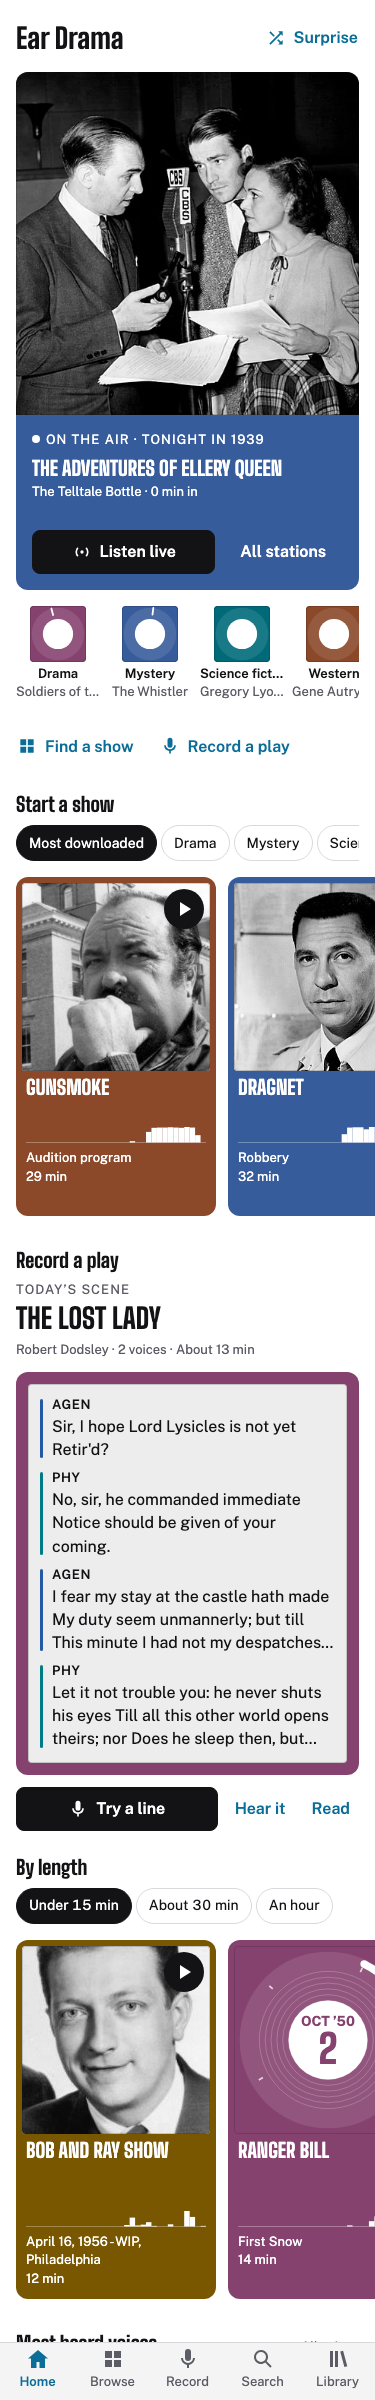 Ear Drama
Surprise
CBS
CBS
ON THE AIR · TONIGHT IN 1939
THE ADVENTURES OF ELLERY QUEEN
The Telltale Bottle · 0 min in
Listen live
All stations
Drama
Soldiers of t...
Mystery
The Whistler
Science fict...
Gregory Lyo...
Western
Gene Autry
Find a show
Record a play
Start a show
Most downloaded
Drama
Mystery
Scie
GUNSMOKE
Audition program
29 min
DRAGNET
Robbery
32 min
Record a play
TODAY'S SCENE
THE LOST LADY
Robert Dodsley · 2 voices · About 13 min
AGEN
Sir, I hope Lord Lysicles is not yet
Retir'd?
PHY
No, sir, he commanded immediate
Notice should be given of your
coming.
AGEN
I fear my stay at the castle hath made
My duty seem unmannerly; but till
This minute I had not my despatches...
PHY
Let it not trouble you: he never shuts
his eyes Till all this other world opens
theirs; nor Does he sleep then, but...
Try a line
Hear it
Read
By length
Under 15 min
About 30 min
An hour
BOB AND RAY SHOW
April 16, 1956 - WIP,
Philadelphia
12 min
OCT '50
2
RANGER BILL
First Snow
14 min
Most heard voices
Home
Browse
Record
Search
Library